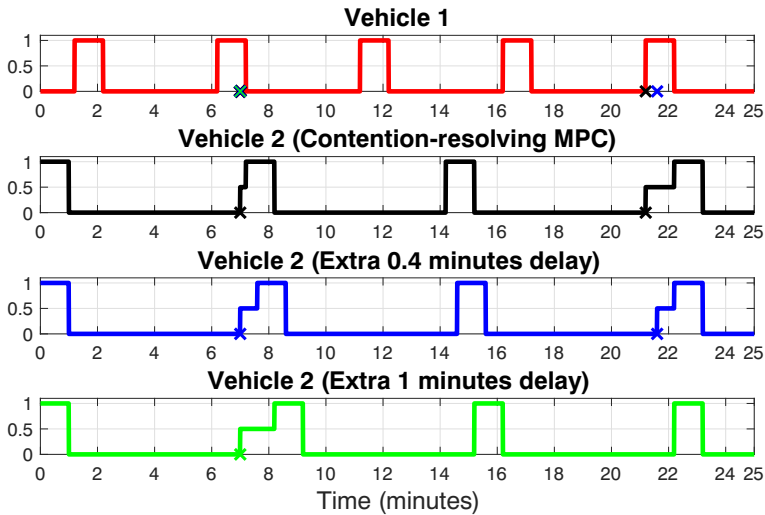 Vehicle 1
1
0.5
0
0 2 4 6 8 10 12 14 16 18 20 22 24 25
Vehicle 2 (Contention-resolving MPC)
1
0.5
0
0 2 4 6 8 10 12 14 16 18 20 22 24 25
Vehicle 2 (Extra 0.4 minutes delay)
1
0.5
0
0 2 4 6 8 10 12 14 16 18 20 22 24 25
Vehicle 2 (Extra 1 minutes delay)
1
0.5
0
0 2 4 6 8 10 12 14 16 18 20 22 24 25
Time (minutes)